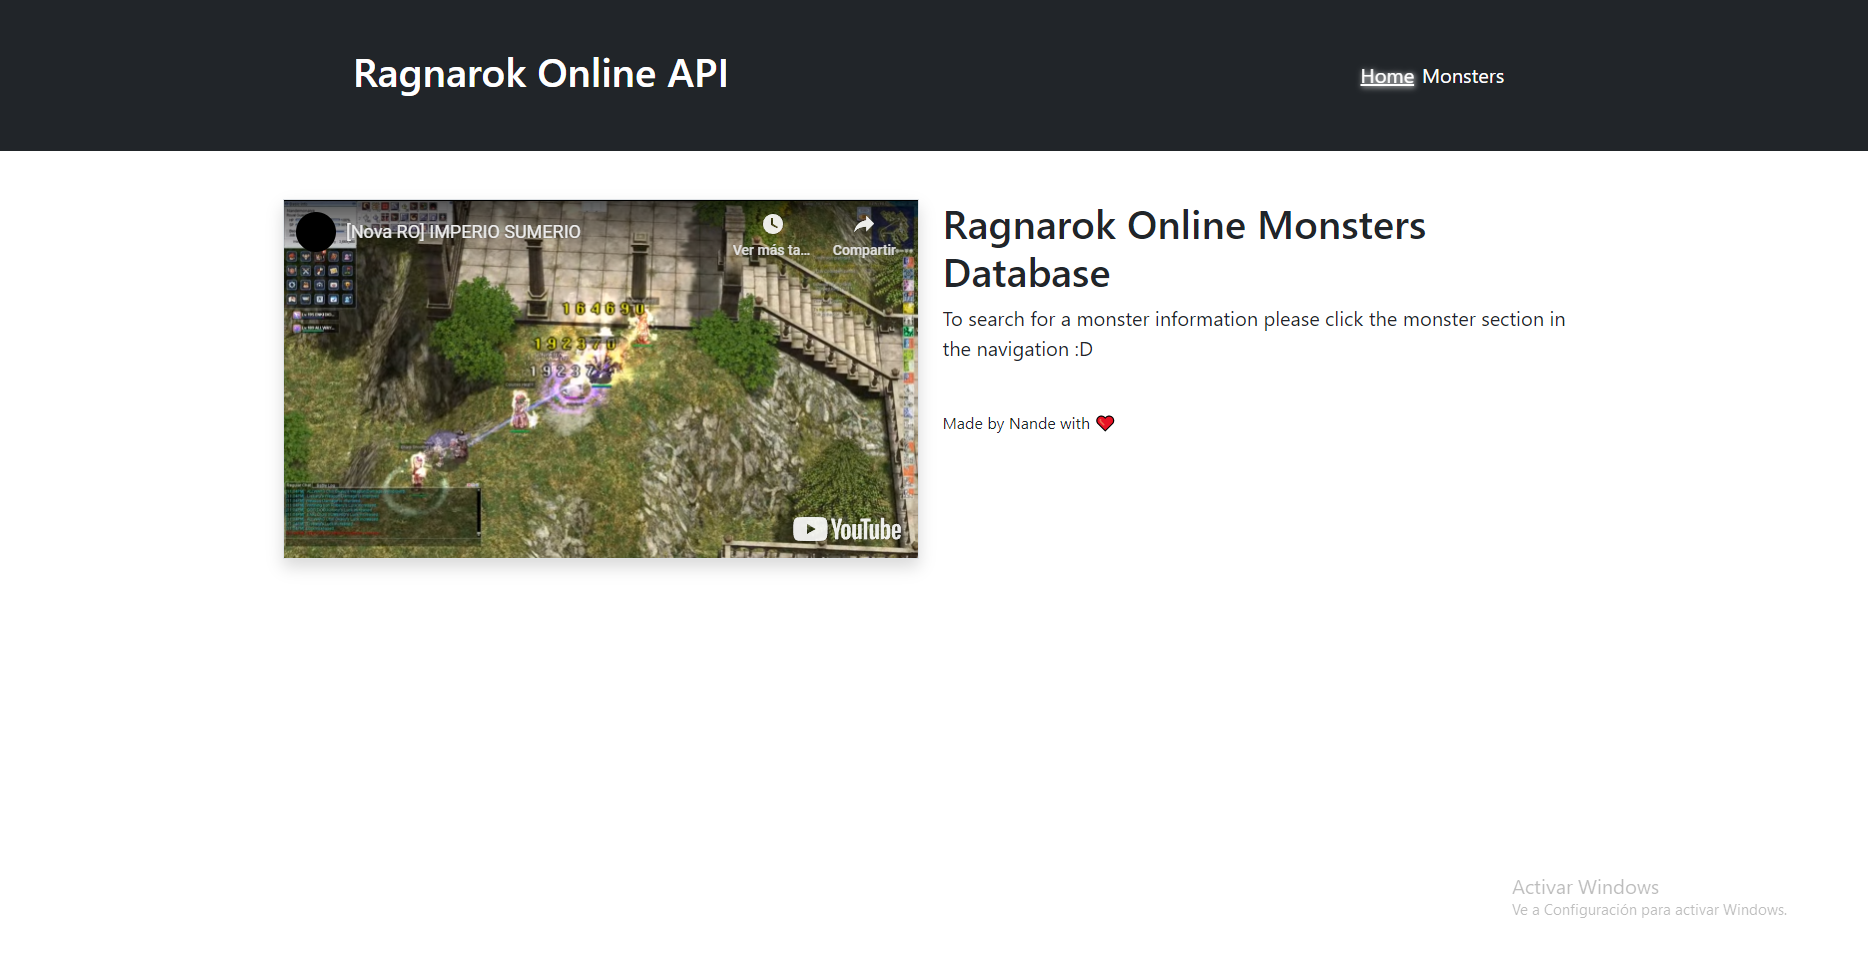 Ragnarok Online API
Home Monsters
[Nova RO] IMPERIO SUMERIO
Ver más ta...
Compartir
164690
192370
19237
YouTube
Ragnarok Online Monsters
Database
To search for a monster information please click the monster section in
the navigation :D
Made by Nande with ❤
Activar Windows
Ve a Configuración para activar Windows.